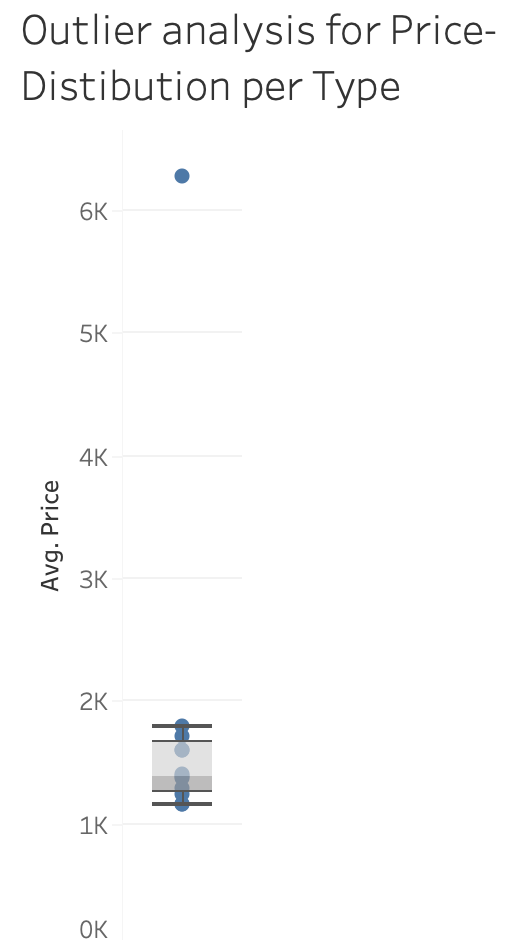 Outlier analysis for Price-
Distibution per Type
6K
5K
4K
Avg. Price
3K
2K
1K
0K